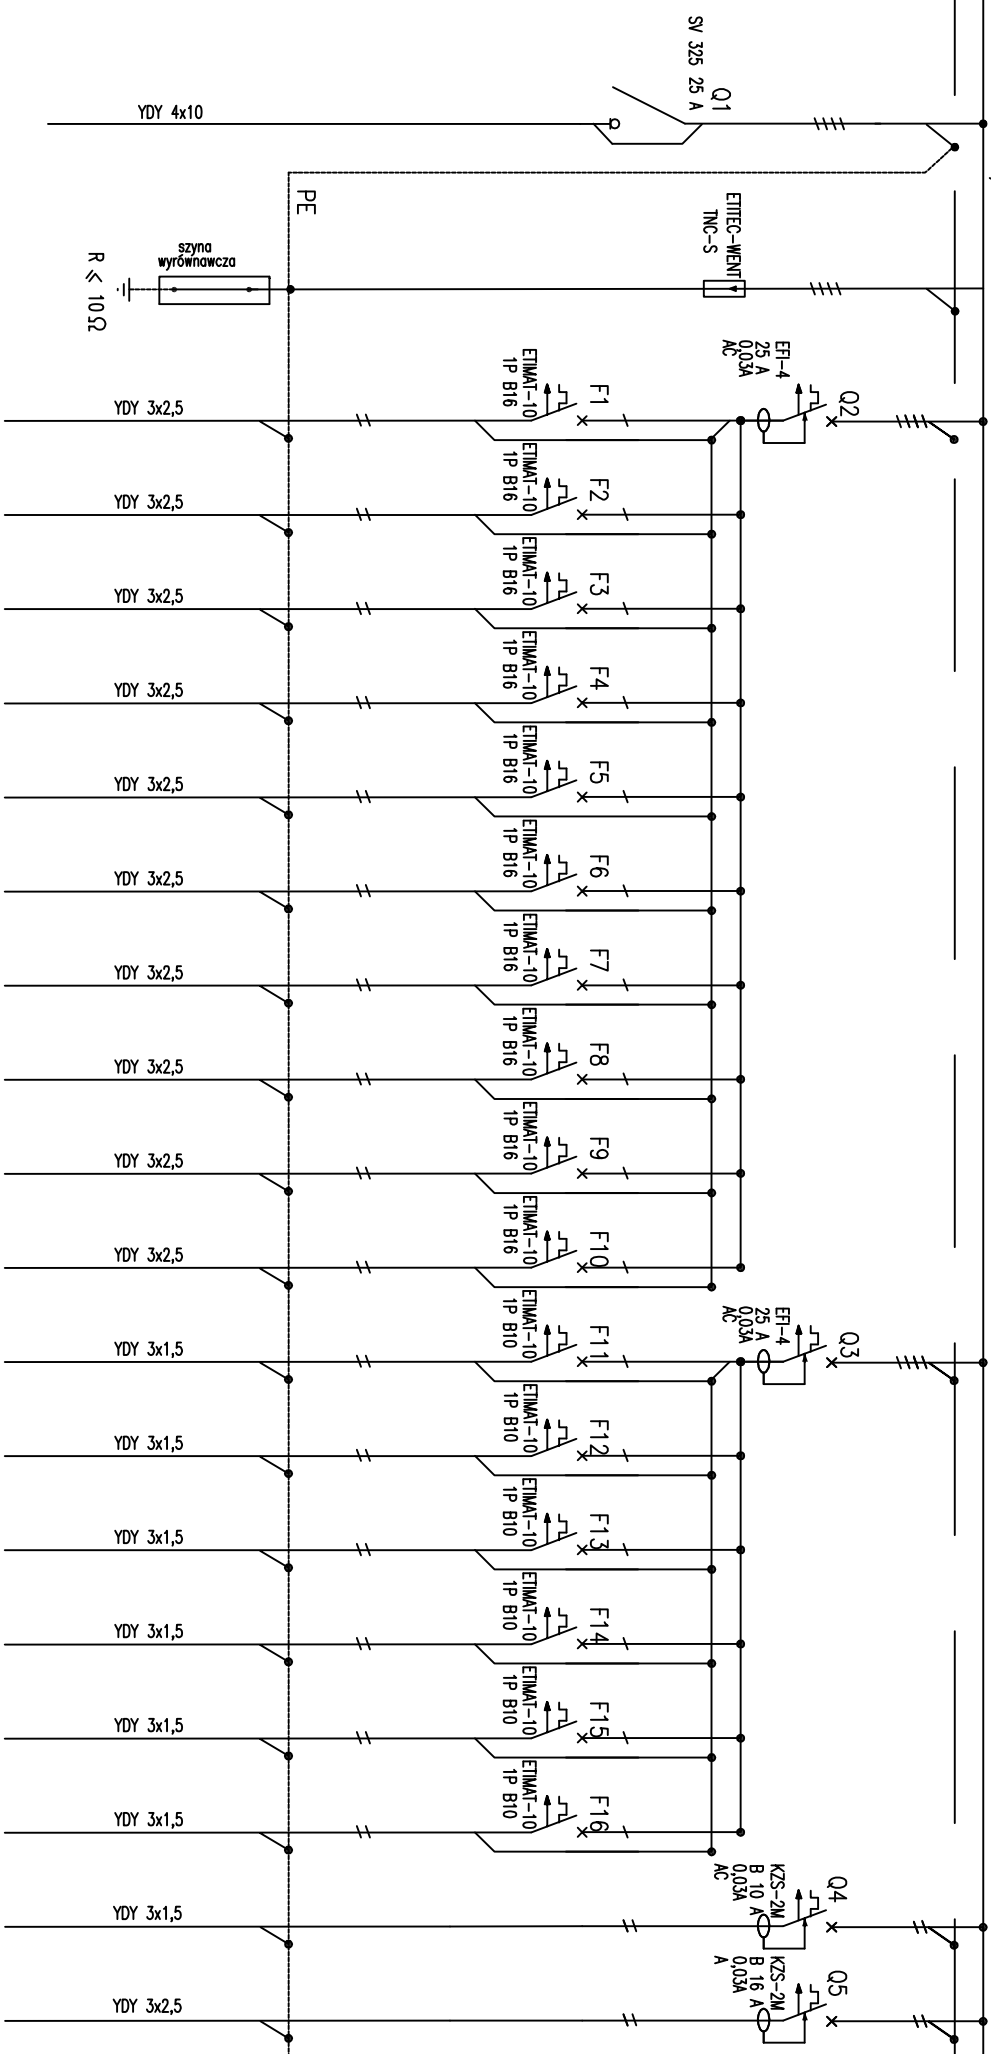 SV 325 25 A
Q1
YDY 4x10
PE
ETITEC-WENT
TNC-S
szyna
wyrównawcza
R ⩽ 10Ω
EFI-4
25 A
0,03A
AC
Q2
F1
ETIMAT-10
1P B16
YDY 3x2,5
F2
ETIMAT-10
1P B16
YDY 3x2,5
F3
ETIMAT-10
1P B16
YDY 3x2,5
F4
ETIMAT-10
1P B16
YDY 3x2,5
F5
ETIMAT-10
1P B16
YDY 3x2,5
F6
ETIMAT-10
1P B16
YDY 3x2,5
F7
ETIMAT-10
1P B16
YDY 3x2,5
F8
ETIMAT-10
1P B16
YDY 3x2,5
F9
ETIMAT-10
1P B16
YDY 3x2,5
F10
ETIMAT-10
1P B16
YDY 3x2,5
EFI-4
25 A
0,03A
AC
Q3
F11
ETIMAT-10
1P B10
YDY 3x1,5
F12
ETIMAT-10
1P B10
YDY 3x1,5
F13
ETIMAT-10
1P B10
YDY 3x1,5
F14
ETIMAT-10
1P B10
YDY 3x1,5
F15
ETIMAT-10
1P B10
YDY 3x1,5
F16
ETIMAT-10
1P B10
YDY 3x1,5
KZS-2M
B 10 A
0,03A
AC
Q4
YDY 3x1,5
KZS-2M
B 16 A
0,03A
A
Q5
YDY 3x2,5